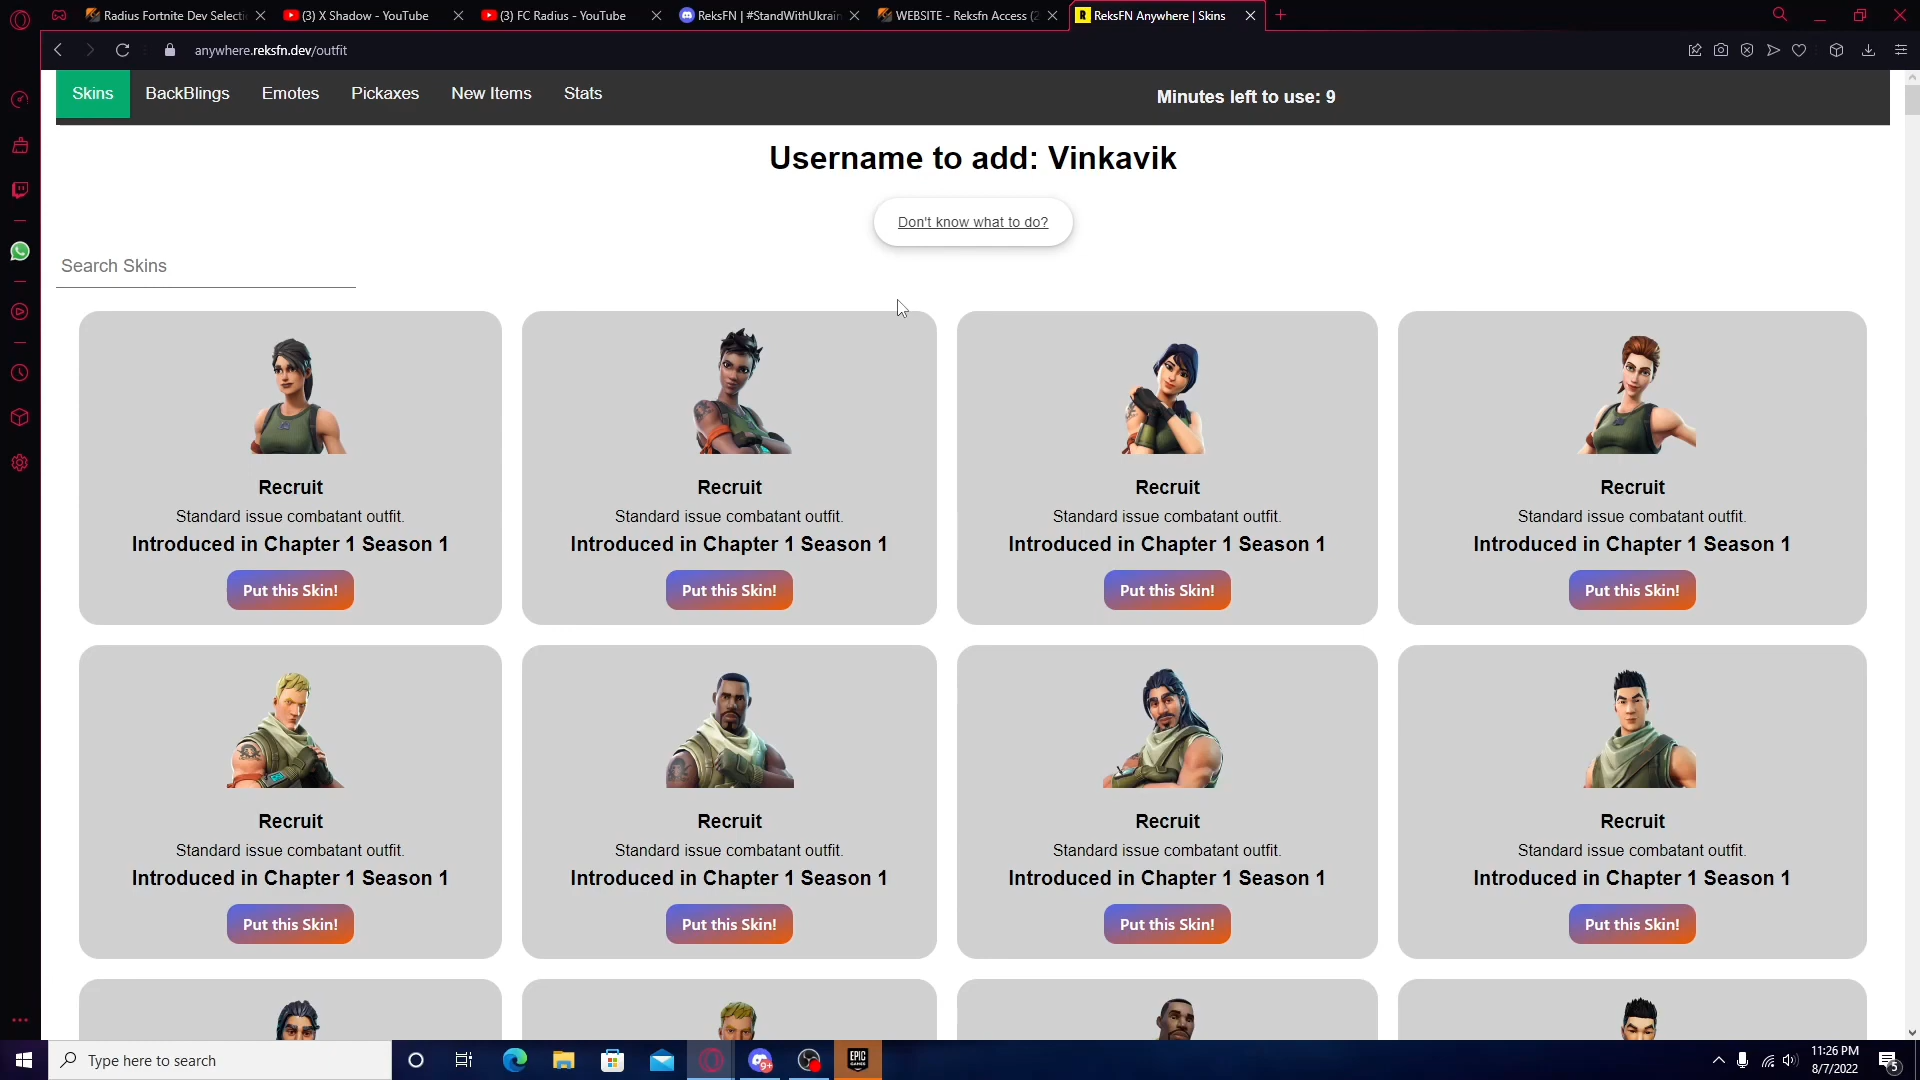 Radius Fortnite Dev Selecti
(3) X Shadow - YouTube
(3) FC Radius - YouTube
ReksFN | #StandWithUkrain
WEBSITE - Reksfn Access (2
R ReksFN Anywhere | Skins
anywhere.reksfn.dev/outfit
Skins BackBlings Emotes Pickaxes New Items Stats Minutes left to use: 9
Username to add: Vinkavik
Don't know what to do?
Search Skins
Recruit Recruit Recruit Recruit
Standard issue combatant outfit. Standard issue combatant outfit. Standard issue combatant outfit. Standard issue combatant outfit.
Introduced in Chapter 1 Season 1 Introduced in Chapter 1 Season 1 Introduced in Chapter 1 Season 1 Introduced in Chapter 1 Season 1
Put this Skin! Put this Skin! Put this Skin! Put this Skin!
Recruit Recruit Recruit Recruit
Standard issue combatant outfit. Standard issue combatant outfit. Standard issue combatant outfit. Standard issue combatant outfit.
Introduced in Chapter 1 Season 1 Introduced in Chapter 1 Season 1 Introduced in Chapter 1 Season 1 Introduced in Chapter 1 Season 1
Put this Skin! Put this Skin! Put this Skin! Put this Skin!
Type here to search
9+
EPIC
GAMES
11:26 PM
8/7/2022
5